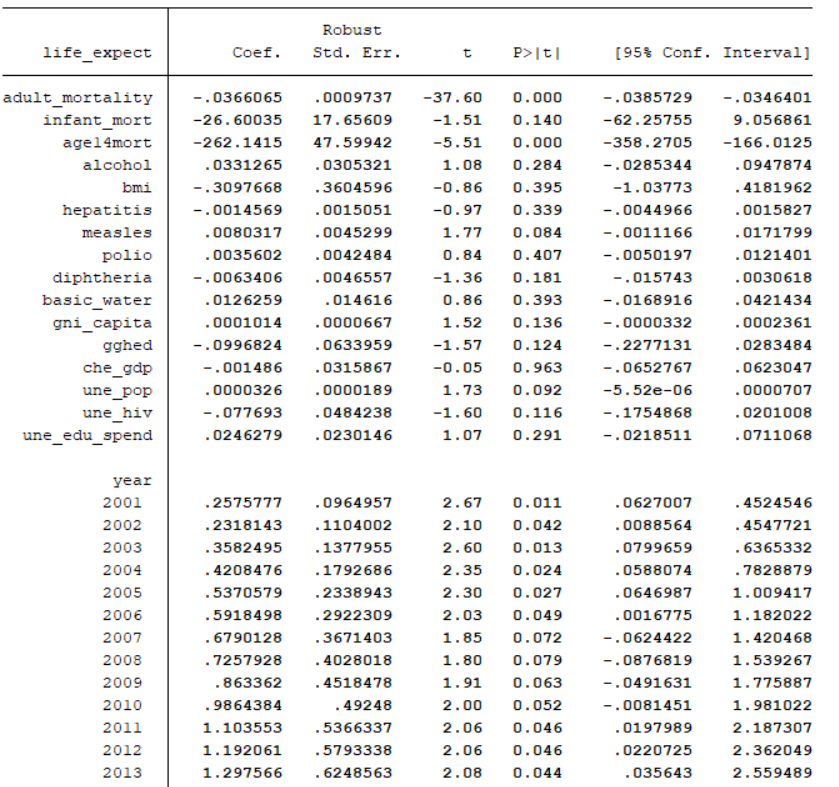 Robust
life_expect Coef. Std. Err. t P>|t| [95% Conf. Interval]
adult_mortality -.0366065 .0009737 -37.60 0.000 -.0385729 -.0346401
infant_mort -26.60035 17.65609 -1.51 0.140 -62.25755 9.056861
age14mort -262.1415 47.59942 -5.51 0.000 -358.2705 -166.0125
alcohol .0331265 .0305321 1.08 0.284 -.0285344 .0947874
bmi -.3097668 .3604596 -0.86 0.395 -1.03773 .4181962
hepatitis -.0014569 .0015051 -0.97 0.339 -.0044966 .0015827
measles .0080317 .0045299 1.77 0.084 -.0011166 .0171799
polio .0035602 .0042484 0.84 0.407 -.0050197 .0121401
diphtheria -.0063406 .0046557 -1.36 0.181 -.015743 .0030618
basic_water .0126259 .014616 0.86 0.393 -.0168916 .0421434
gni_capita .0001014 .0000667 1.52 0.136 -.0000332 .0002361
gghed -.0996824 .0633959 -1.57 0.124 -.2277131 .0283484
che_gdp -.001486 .0315867 -0.05 0.963 -.0652767 .0623047
une_pop .0000326 .0000189 1.73 0.092 -5.52e-06 .0000707
une_hiv -.077693 .0484238 -1.60 0.116 -.1754868 .0201008
une_edu_spend .0246279 .0230146 1.07 0.291 -.0218511 .0711068
year
2001 .2575777 .0964957 2.67 0.011 .0627007 .4524546
2002 .2318143 .1104002 2.10 0.042 .0088564 .4547721
2003 .3582495 .1377955 2.60 0.013 .0799659 .6365332
2004 .4208476 .1792686 2.35 0.024 .0588074 .7828879
2005 .5370579 .2338943 2.30 0.027 .0646987 1.009417
2006 .5918498 .2922309 2.03 0.049 .0016775 1.182022
2007 .6790128 .3671403 1.85 0.072 -.0624422 1.420468
2008 .7257928 .4028018 1.80 0.079 -.0876819 1.539267
2009 .863362 .4518478 1.91 0.063 -.0491631 1.775887
2010 .9864384 .49248 2.00 0.052 -.0081451 1.981022
2011 1.103553 .5366337 2.06 0.046 .0197989 2.187307
2012 1.192061 .5793338 2.06 0.046 .0220725 2.362049
2013 1.297566 .6248563 2.08 0.044 .035643 2.559489